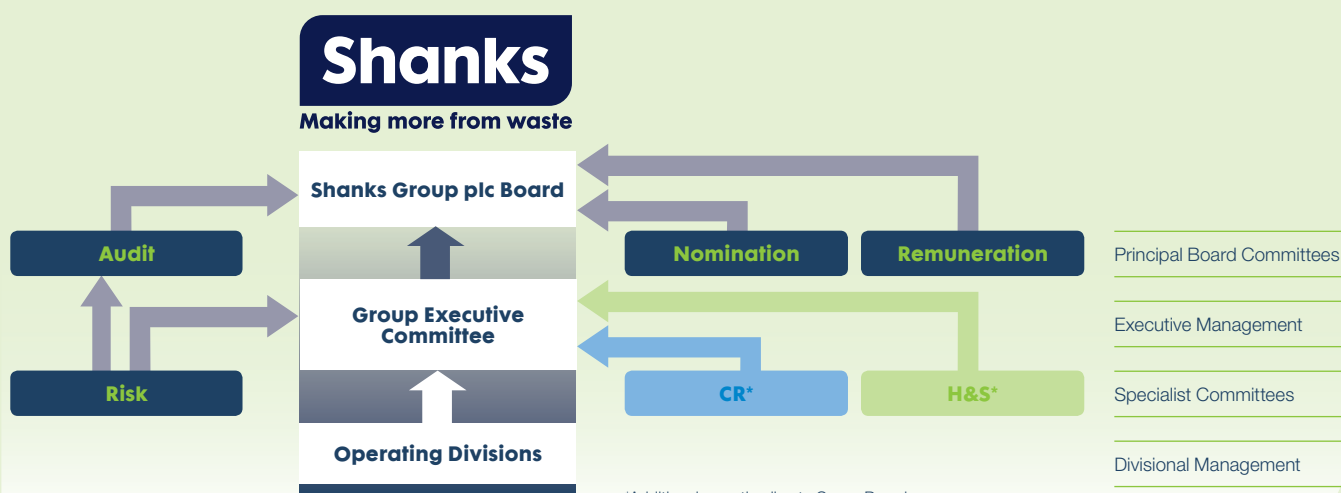 Shanks
Making more from waste
Shanks Group plc Board
Audit
Nomination
Remuneration
Principal Board Committees
Group Executive
Committee
Executive Management
Risk
CR*
H&S*
Specialist Committees
Operating Divisions
Divisional Management